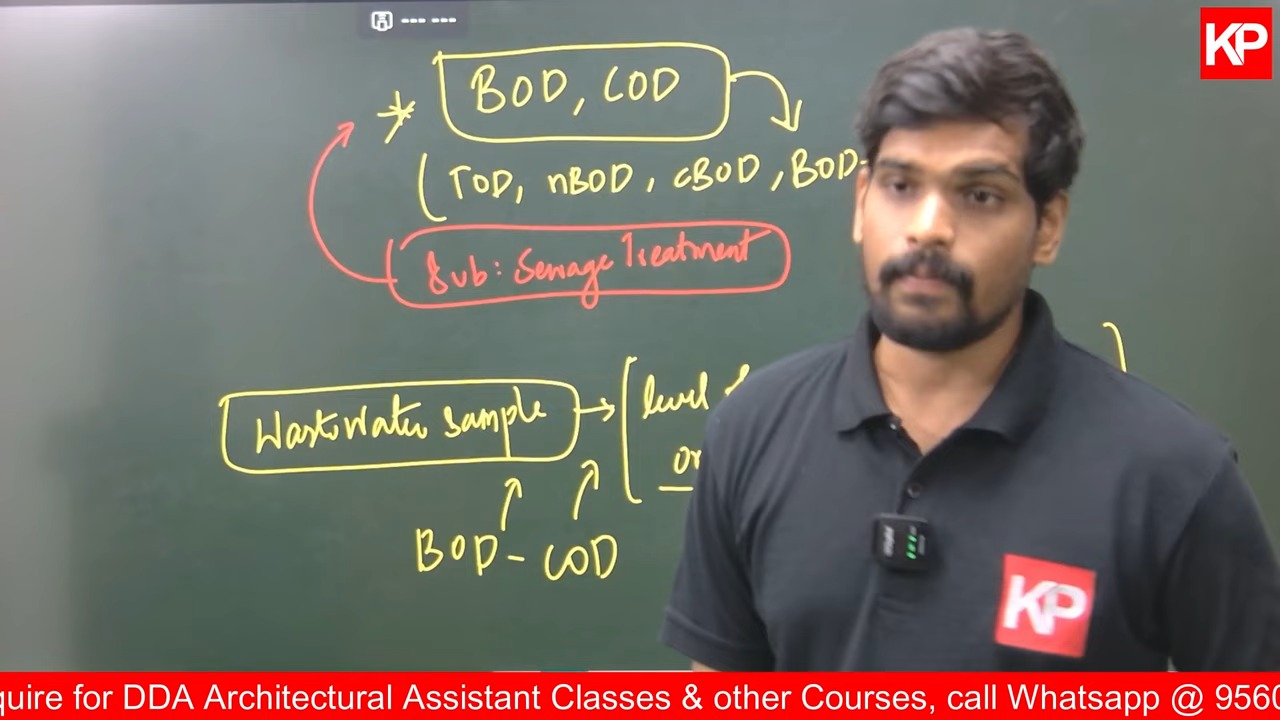 KP
--- ---
* BOD, COD
(TOD, nBOD, cBOD, BOD-
Sub: Sewage Treatment
WasteWater sample → [level
BOD - COD
KP
quire for DDA Architectural Assistant Classes & other Courses, call Whatsapp @ 9560